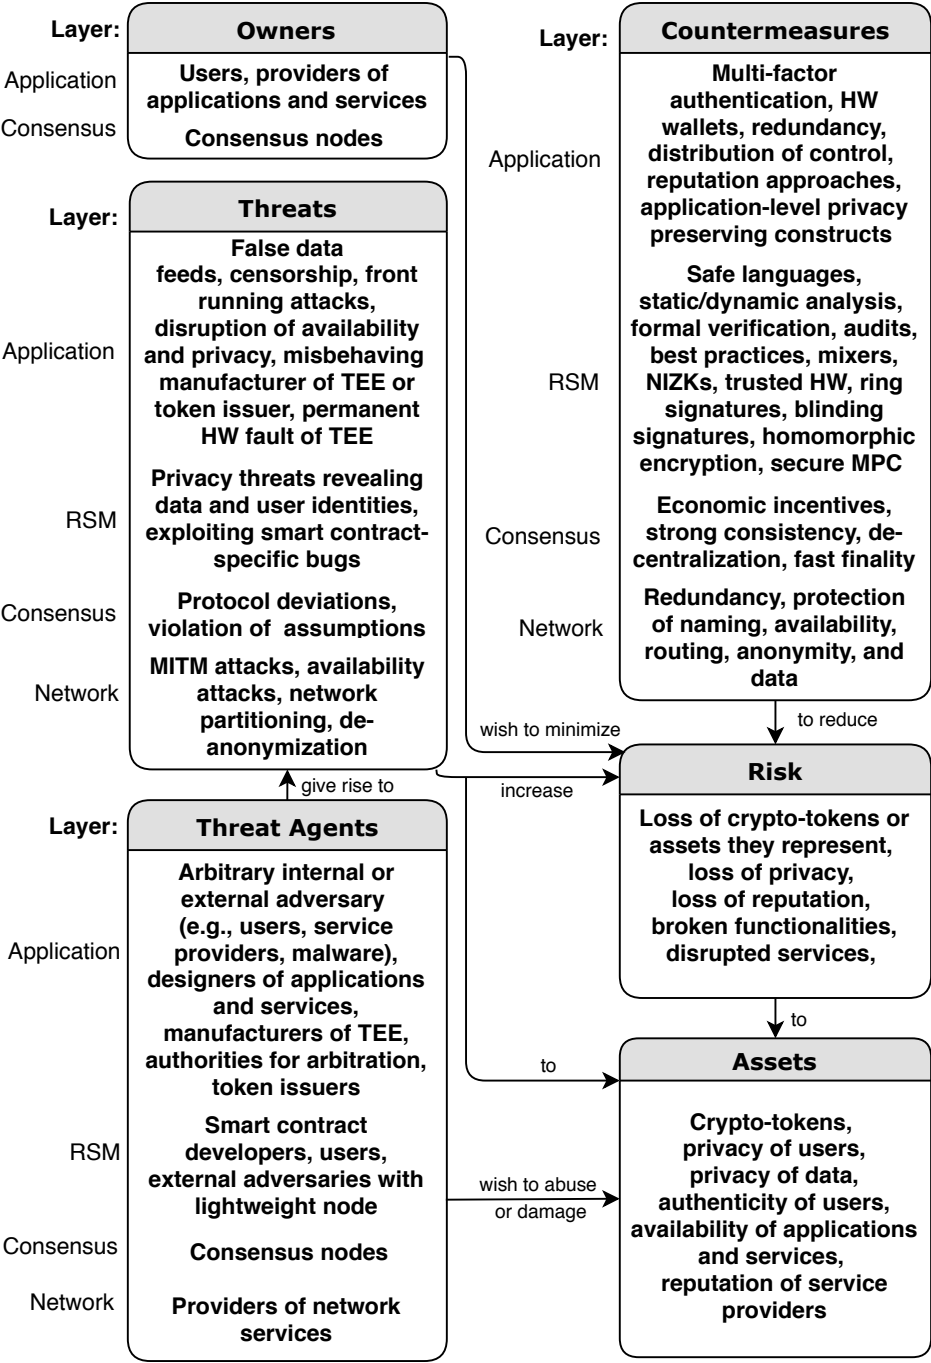 Layer:
Owners
Application
Users, providers of
applications and services
Consensus
Consensus nodes
Layer:
Threats
Application
False data
feeds, censorship, front
running attacks,
disruption of availability
and privacy, misbehaving
manufacturer of TEE or
token issuer, permanent
HW fault of TEE
RSM
Privacy threats revealing
data and user identities,
exploiting smart contract-
specific bugs
Consensus
Protocol deviations,
violation of assumptions
Network
MITM attacks, availability
attacks, network
partitioning, de-
anonymization
give rise to
Layer:
Threat Agents
Application
Arbitrary internal or
external adversary
(e.g., users, service
providers, malware),
designers of applications
and services,
manufacturers of TEE,
authorities for arbitration,
token issuers
RSM
Smart contract
developers, users,
external adversaries with
lightweight node
Consensus
Consensus nodes
Network
Providers of network
services
Layer:
Countermeasures
Application
Multi-factor
authentication, HW
wallets, redundancy,
distribution of control,
reputation approaches,
application-level privacy
preserving constructs
RSM
Safe languages,
static/dynamic analysis,
formal verification, audits,
best practices, mixers,
NIZKs, trusted HW, ring
signatures, blinding
signatures, homomorphic
encryption, secure MPC
Consensus
Economic incentives,
strong consistency, de-
centralization, fast finality
Network
Redundancy, protection
of naming, availability,
routing, anonymity, and
data
to reduce
wish to minimize
increase
Risk
Loss of crypto-tokens or
assets they represent,
loss of privacy,
loss of reputation,
broken functionalities,
disrupted services,
to
to
Assets
Crypto-tokens,
privacy of users,
privacy of data,
authenticity of users,
availability of applications
and services,
reputation of service
providers
wish to abuse
or damage